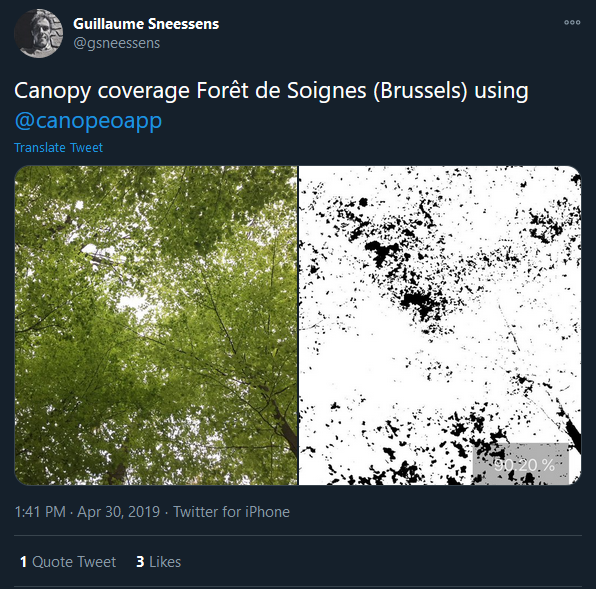 Guillaume Sneessens
@gsneessens
Canopy coverage Forêt de Soignes (Brussels) using
@canopeoapp
Translate Tweet
90.20 %
1:41 PM · Apr 30, 2019 · Twitter for iPhone
1 Quote Tweet 3 Likes